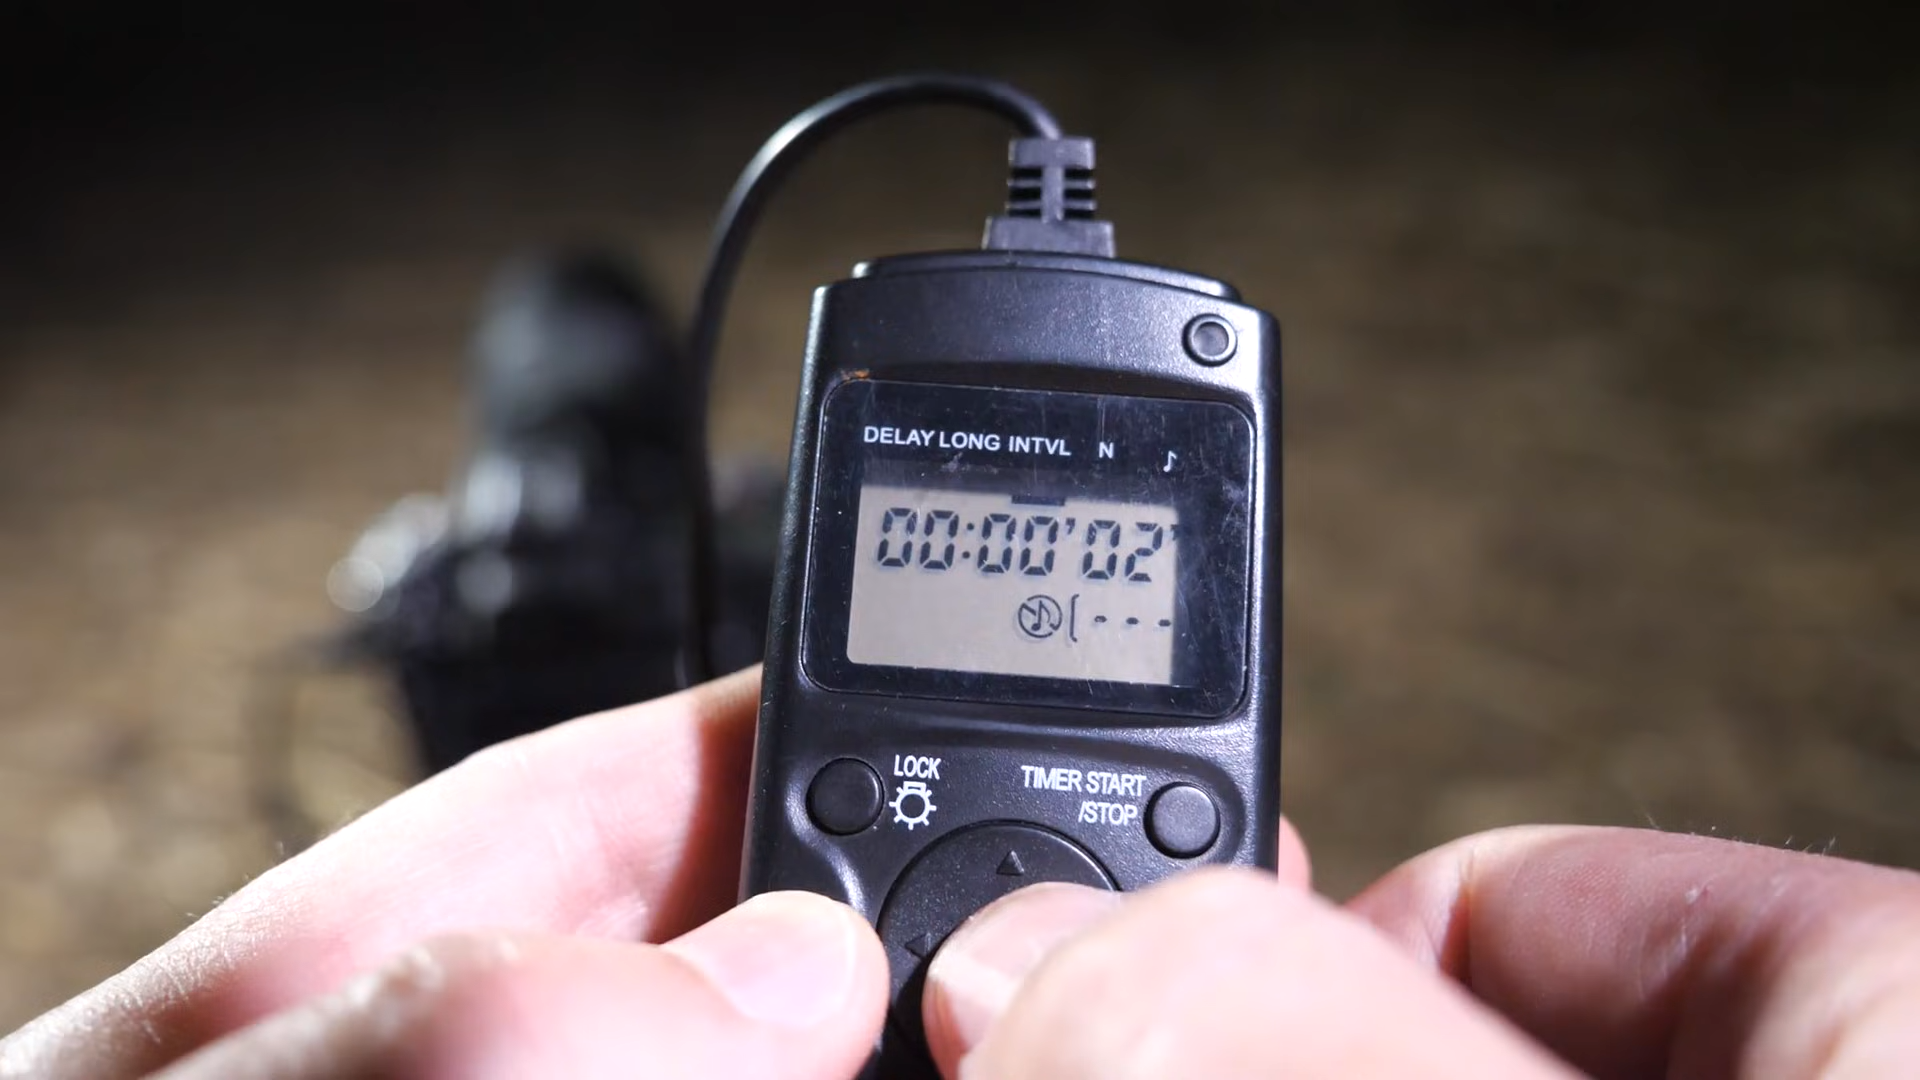 DELAY LONG INTVL N ♪
00:00'02"
[---
LOCK
TIMER START
/STOP